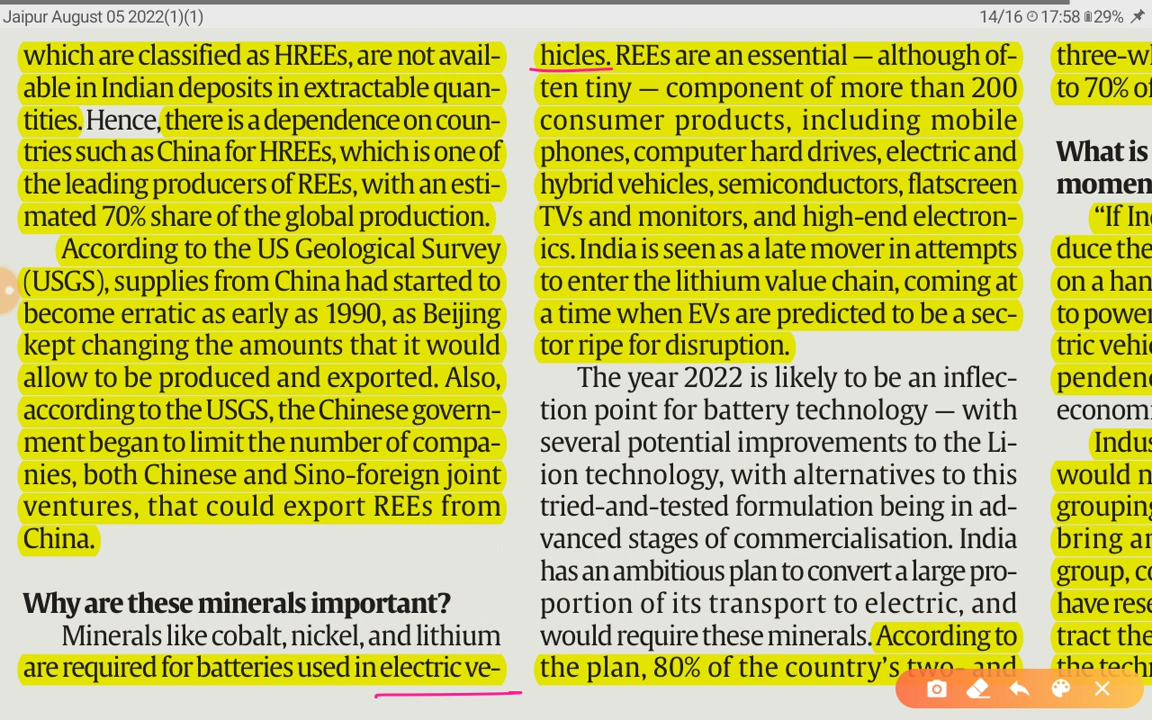 Jaipur August 05 2022(1)(1)
14/16 17:58 29%
which are classified as HREEs, are not avail-
able in Indian deposits in extractable quan-
tities. Hence, there is a dependence on coun-
tries such as China for HREEs, which is one of
the leading producers of REEs, with an esti-
mated 70% share of the global production.
According to the US Geological Survey
(USGS), supplies from China had started to
become erratic as early as 1990, as Beijing
kept changing the amounts that it would
allow to be produced and exported. Also,
according to the USGS, the Chinese govern-
ment began to limit the number of compa-
nies, both Chinese and Sino-foreign joint
ventures, that could export REEs from
China.
Why are these minerals important?
Minerals like cobalt, nickel, and lithium
are required for batteries used in electric ve-
hicles. REEs are an essential — although of-
ten tiny — component of more than 200
consumer products, including mobile
phones, computer hard drives, electric and
hybrid vehicles, semiconductors, flatscreen
TVs and monitors, and high-end electron-
ics. India is seen as a late mover in attempts
to enter the lithium value chain, coming at
a time when EVs are predicted to be a sec-
tor ripe for disruption.
The year 2022 is likely to be an inflec-
tion point for battery technology — with
several potential improvements to the Li-
ion technology, with alternatives to this
tried-and-tested formulation being in ad-
vanced stages of commercialisation. India
has an ambitious plan to convert a large pro-
portion of its transport to electric, and
would require these minerals. According to
the plan, 80% of the country's two- and
three-wh
to 70% of
What is
momen
“If Ind
duce the
on a han
to power
tric vehic
pendenc
economi
Indus
would n
grouping
bring an
group, co
have rese
tract the
the techn